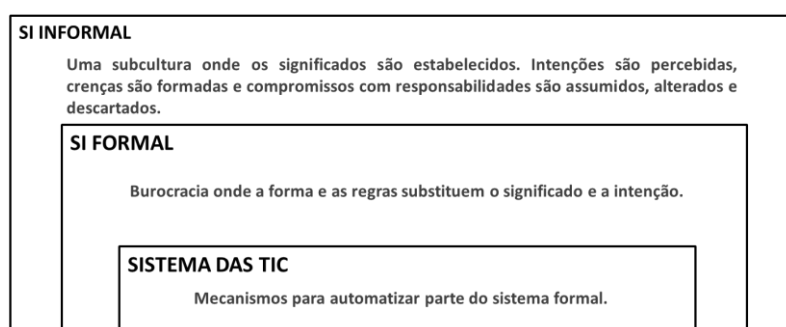 SI INFORMAL
Uma subcultura onde os significados são estabelecidos. Intenções são percebidas,
crenças são formadas e compromissos com responsabilidades são assumidos, alterados e
descartados.
SI FORMAL
Burocracia onde a forma e as regras substituem o significado e a intenção.
SISTEMA DAS TIC
Mecanismos para automatizar parte do sistema formal.